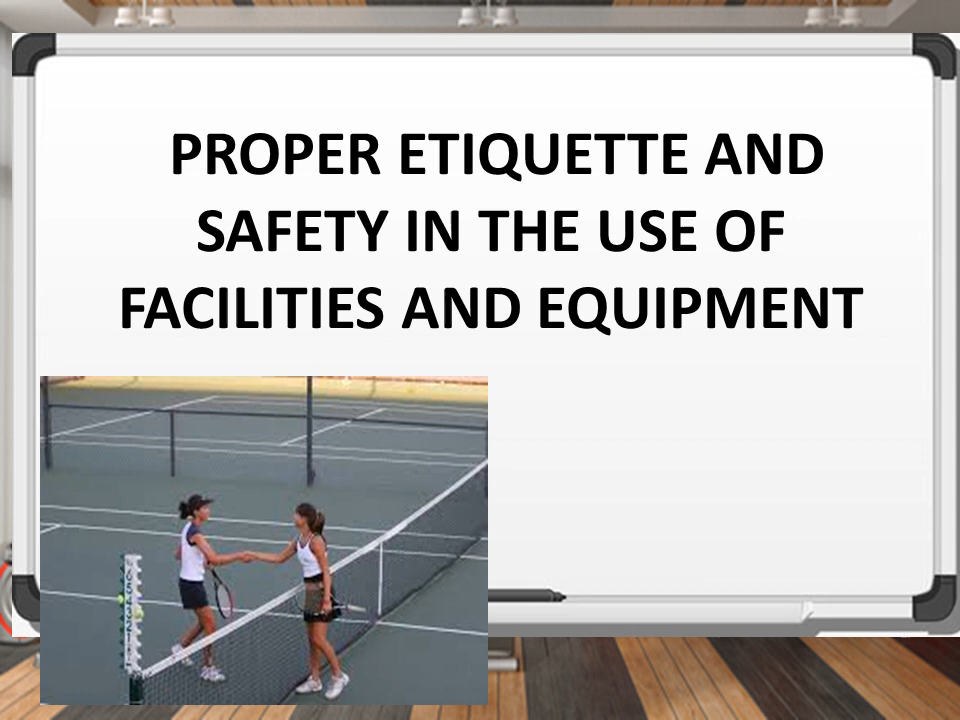 PROPER ETIQUETTE AND
SAFETY IN THE USE OF
FACILITIES AND EQUIPMENT